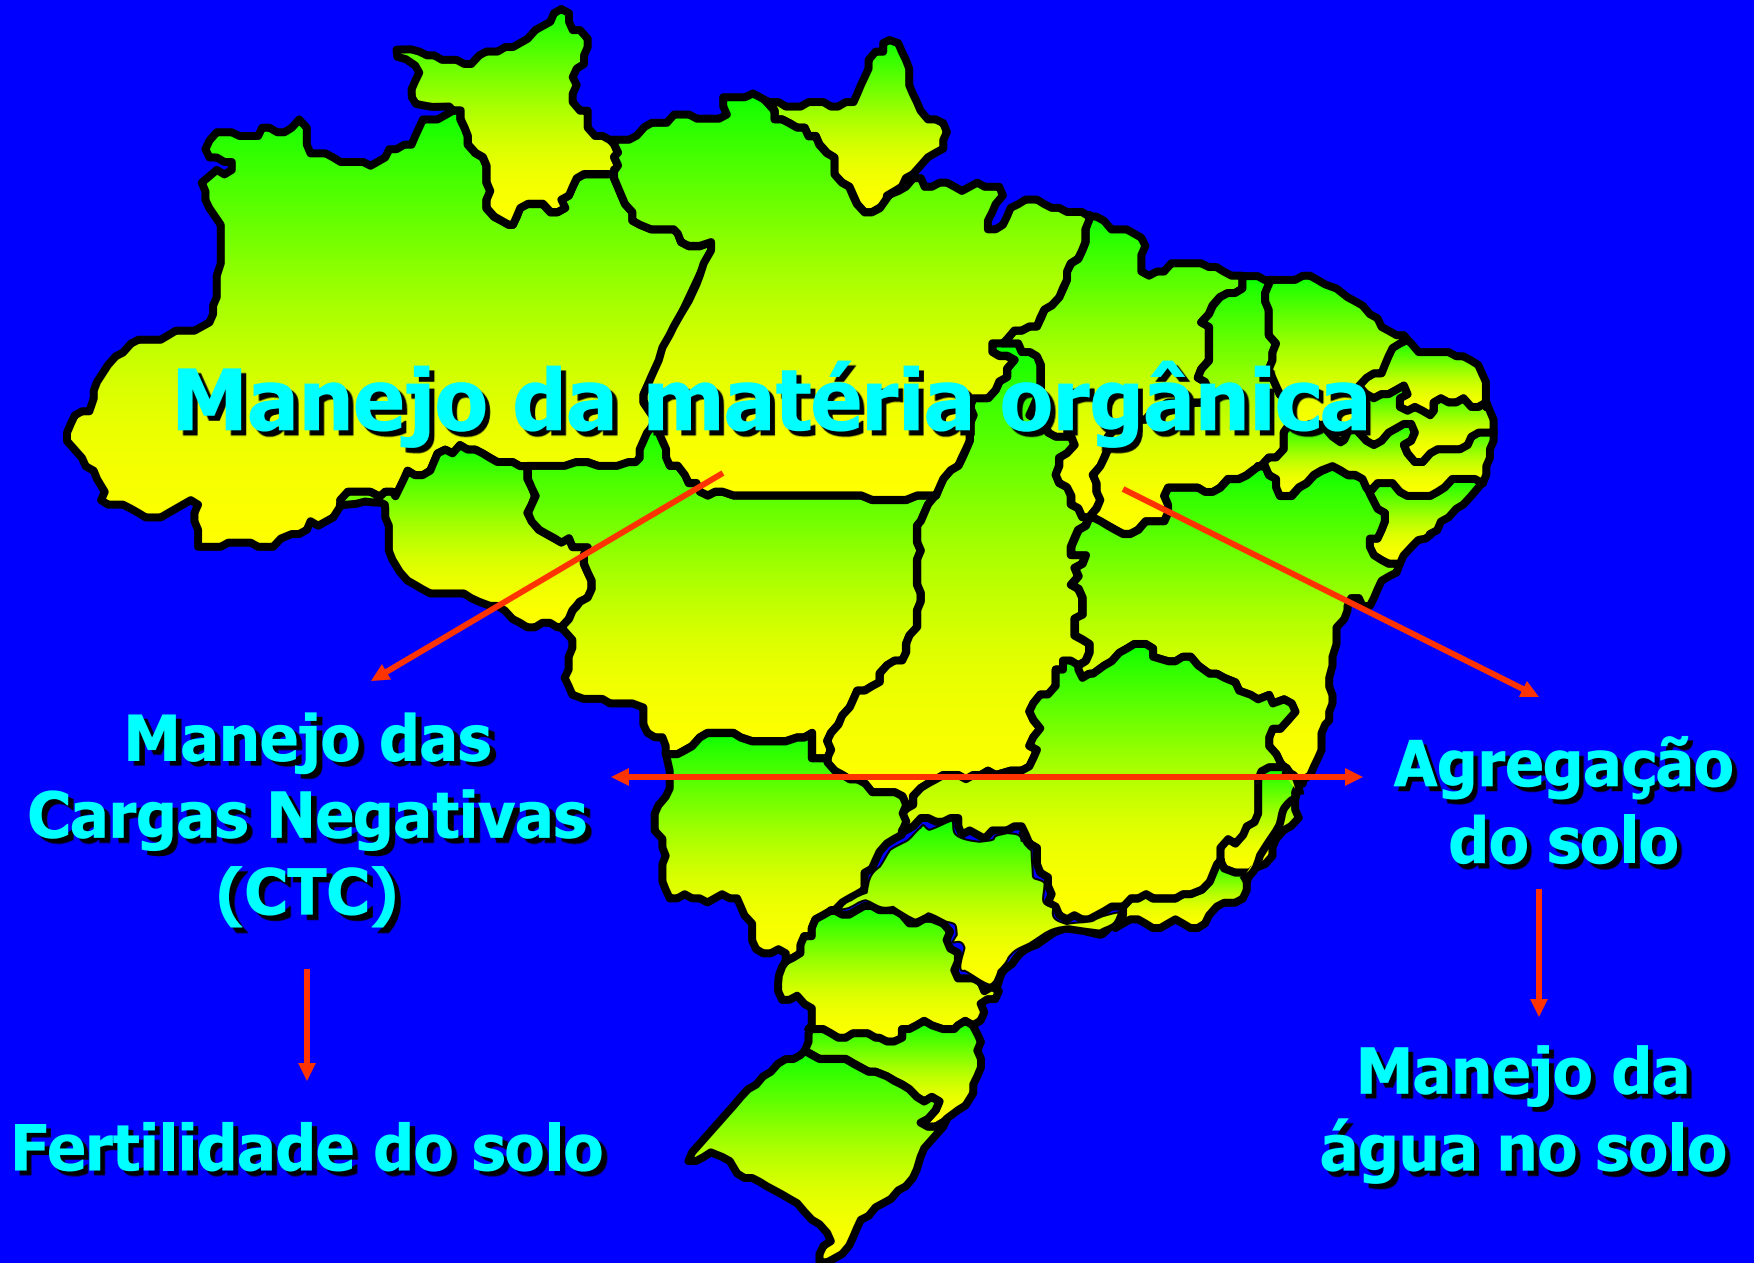 Manejo da matéria orgânica
Manejo das
Cargas Negativas
(CTC)
Agregação
do solo
Fertilidade do solo
Manejo da
água no solo